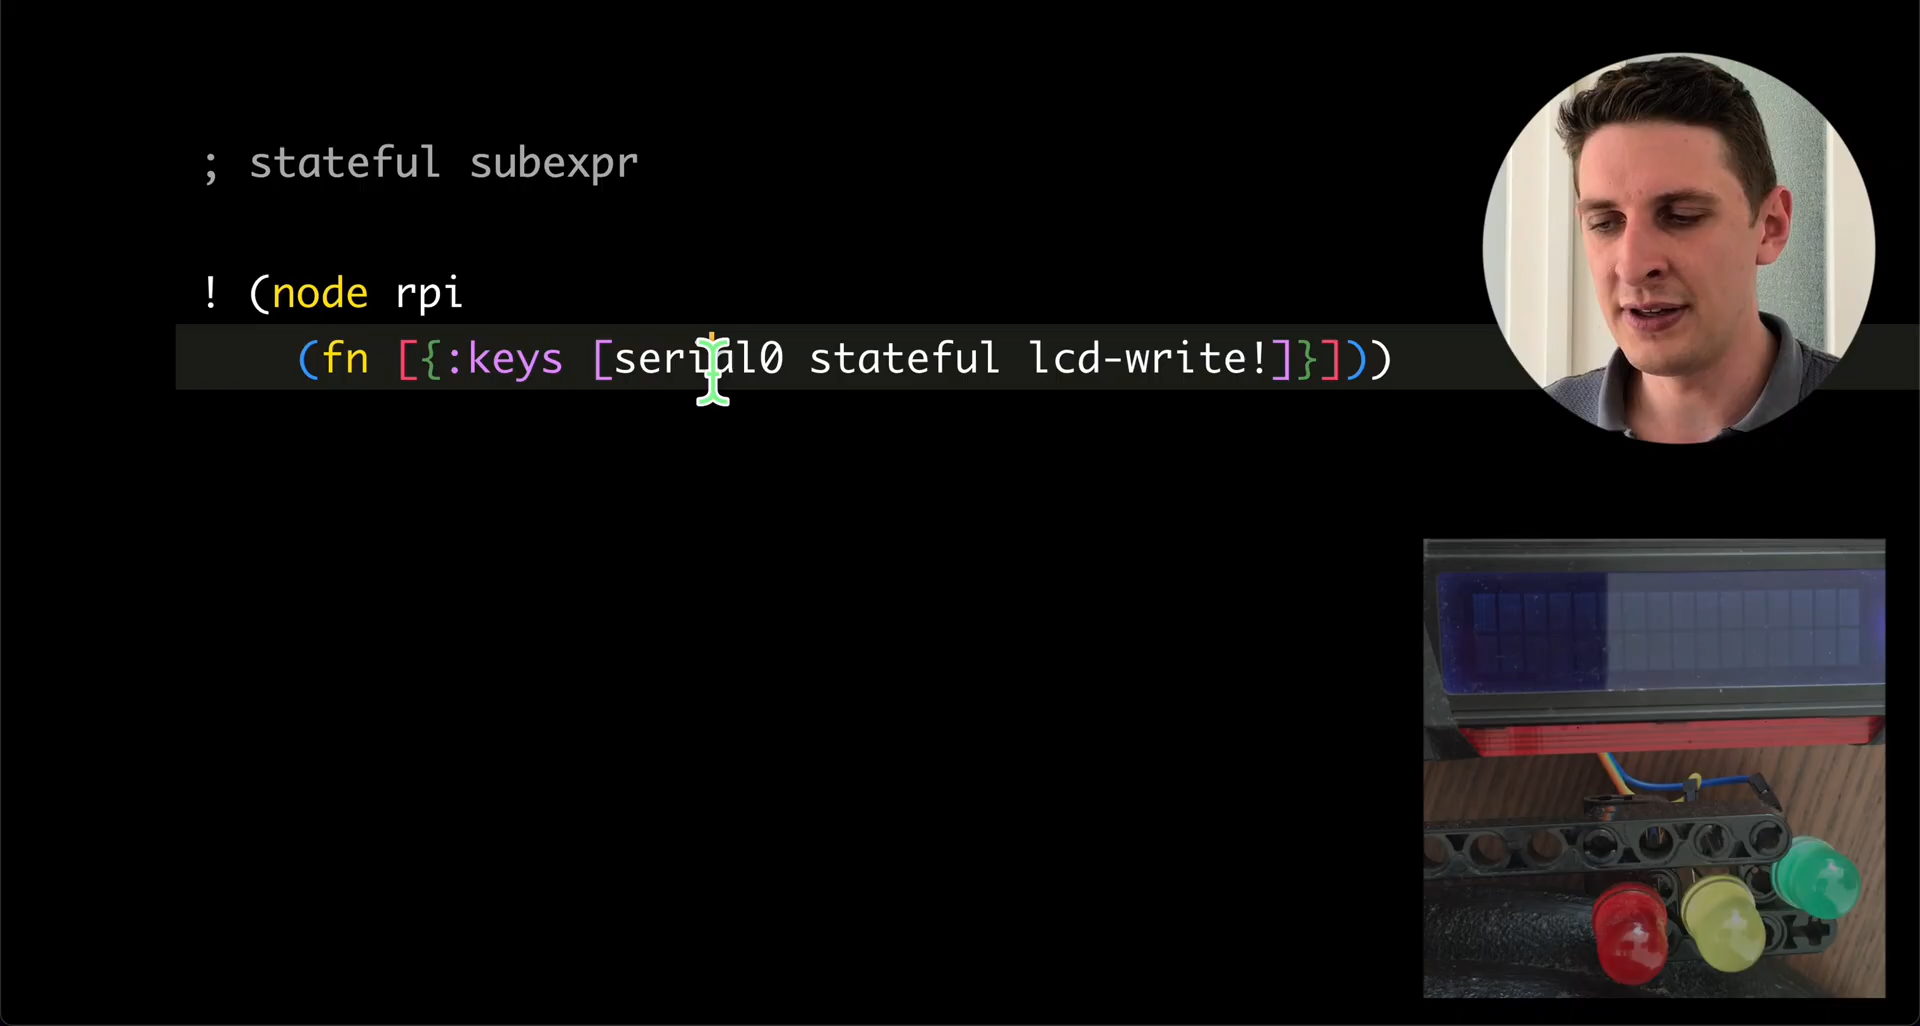 ; stateful subexpr
! (node rpi
(fn [{:keys [serial0 stateful lcd-write!]}]))